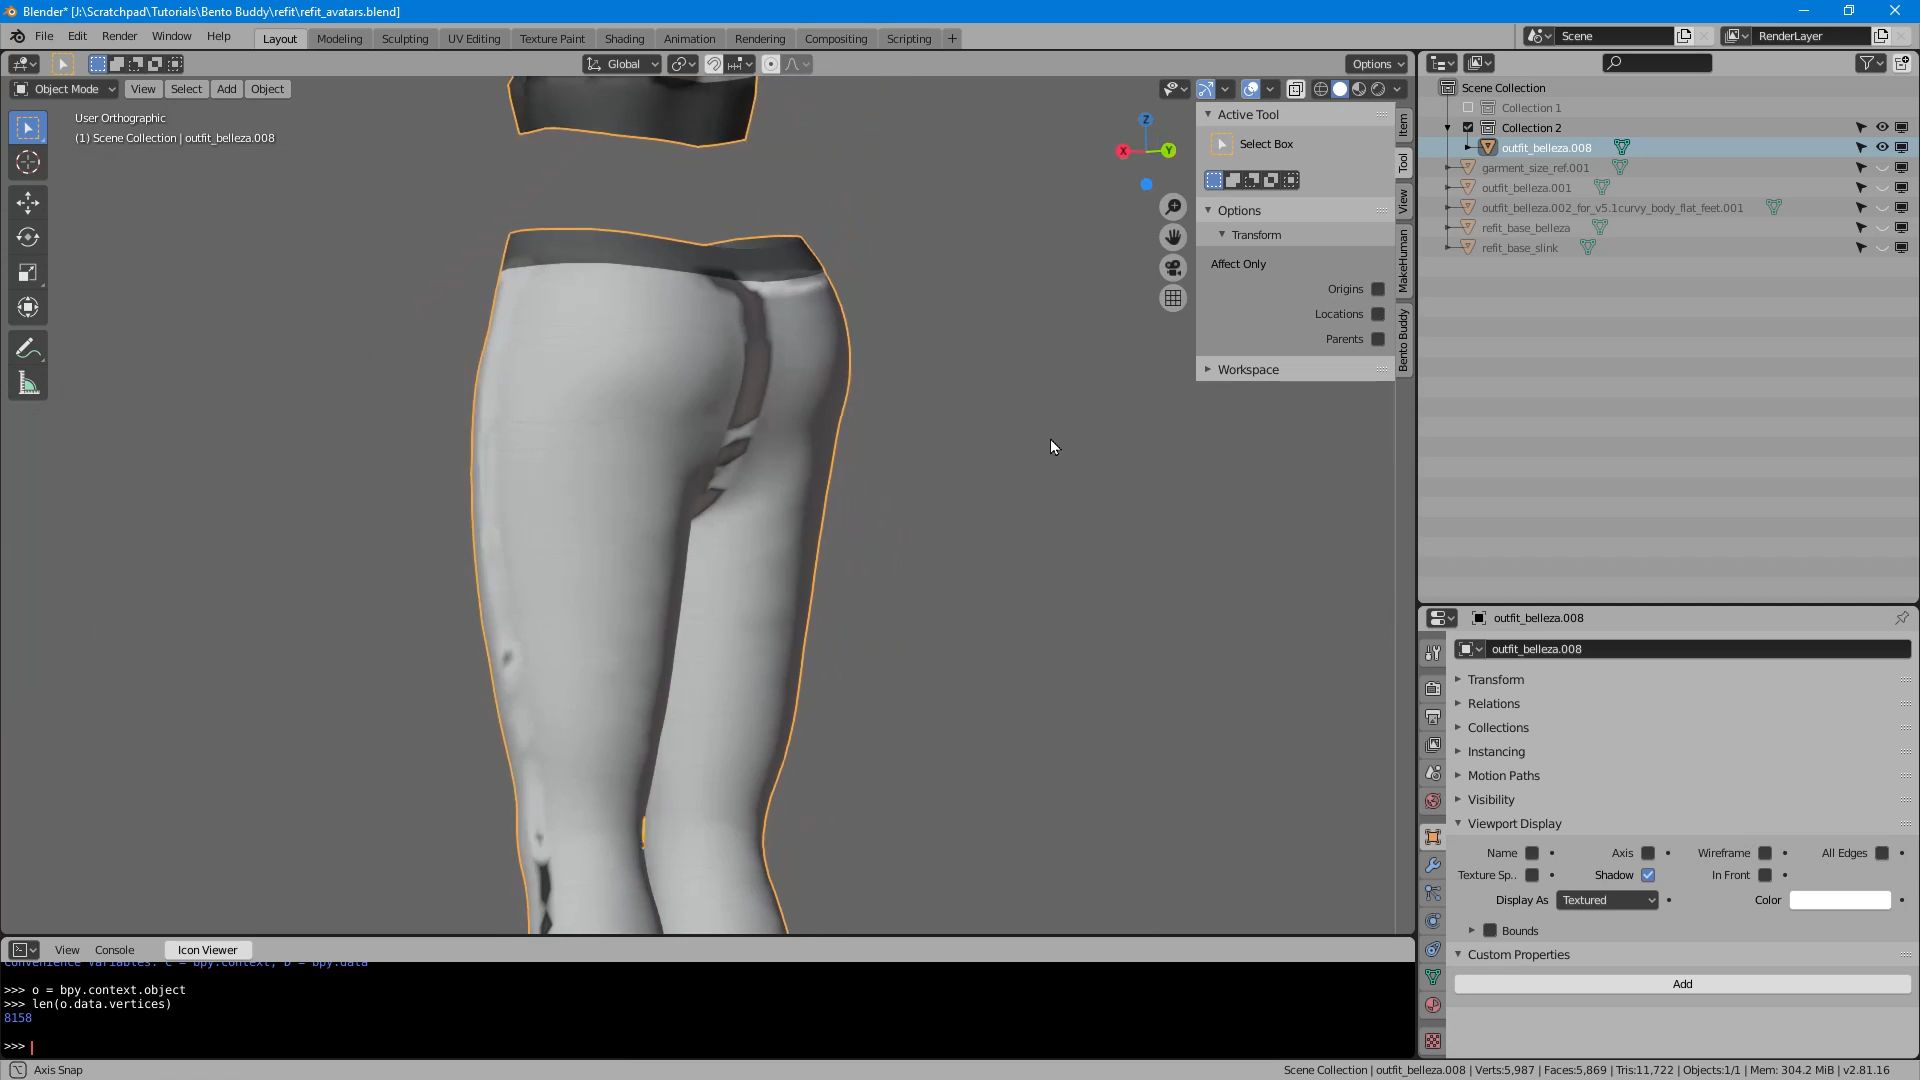 Blender* [J:\Scratchpad\Tutorials\Bento Buddy\refit\refit_avatars.blend]
File Edit Render Window Help Layout Modeling Sculpting UV Editing Texture Paint Shading Animation Rendering Compositing Scripting + Scene RenderLayer
Global Options
Object Mode View Select Add Object
User Orthographic
(1) Scene Collection | outfit_belleza.008
Z
X
Y
Active Tool
Select Box
Options
Transform
Affect Only
Origins
Locations
Parents
Workspace
Item
Tool
View
MakeHuman
Bento Buddy
Scene Collection
Collection 1
Collection 2
outfit_belleza.008
garment_size_ref.001
outfit_belleza.001
outfit_belleza.002_for_v5.1curvy_body_flat_feet.001
refit_base_belleza
refit_base_slink
outfit_belleza.008
outfit_belleza.008
Transform
Relations
Collections
Instancing
Motion Paths
Visibility
Viewport Display
Name Axis Wireframe All Edges
Texture Sp.. Shadow In Front
Display As Textured Color
Bounds
Custom Properties
Add
View Console Icon Viewer
Convenience Variables: C = bpy.context, D = bpy.data
>>> o = bpy.context.object
>>> len(o.data.vertices)
8158
>>>
Axis Snap
Scene Collection | outfit_belleza.008 | Verts:5,987 | Faces:5,869 | Tris:11,722 | Objects:1/1 | Mem: 304.2 MiB | v2.81.16